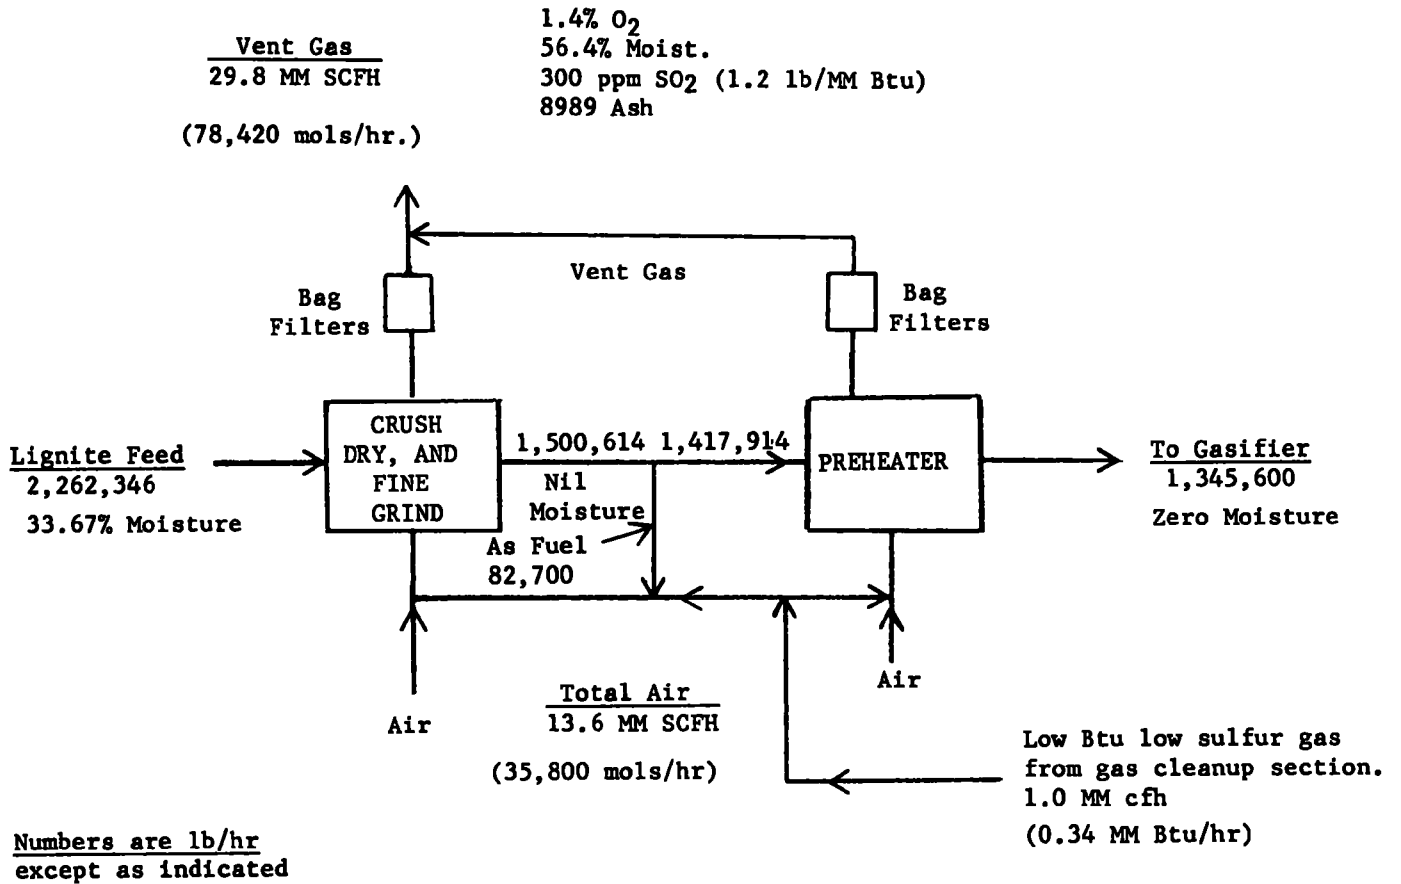 1.4% O2
56.4% Moist.
300 ppm SO2 (1.2 lb/MM Btu)
8989 Ash
Vent Gas
29.8 MM SCFH
(78,420 mols/hr.)
Vent Gas
Bag
Filters
Bag
Filters
Lignite Feed
2,262,346
33.67% Moisture
CRUSH
DRY, AND
FINE
GRIND
1,500,614 1,417,914
Nil
Moisture
As Fuel
82,700
PREHEATER
To Gasifier
1,345,600
Zero Moisture
Air
Air
Total Air
13.6 MM SCFH
(35,800 mols/hr)
Low Btu low sulfur gas
from gas cleanup section.
1.0 MM cfh
(0.34 MM Btu/hr)
Numbers are lb/hr
except as indicated